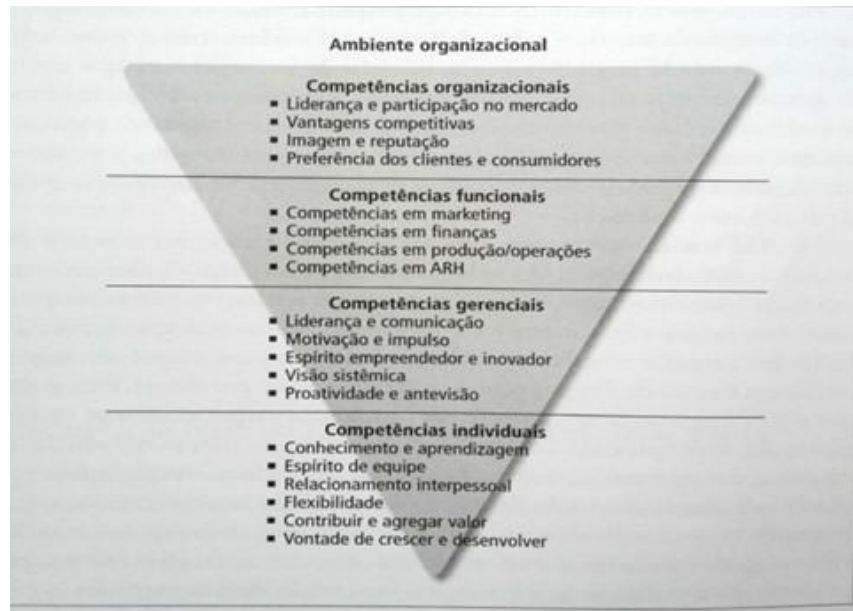 Ambiente organizacional
Competências organizacionais
▪ Liderança e participação no mercado
▪ Vantagens competitivas
▪ Imagem e reputação
▪ Preferência dos clientes e consumidores
Competências funcionais
▪ Competências em marketing
▪ Competências em finanças
▪ Competências em produção/operações
▪ Competências em ARH
Competências gerenciais
▪ Liderança e comunicação
▪ Motivação e impulso
▪ Espírito empreendedor e inovador
▪ Visão sistêmica
▪ Proatividade e antevisão
Competências individuais
▪ Conhecimento e aprendizagem
▪ Espírito de equipe
▪ Relacionamento interpessoal
▪ Flexibilidade
▪ Contribuir e agregar valor
▪ Vontade de crescer e desenvolver